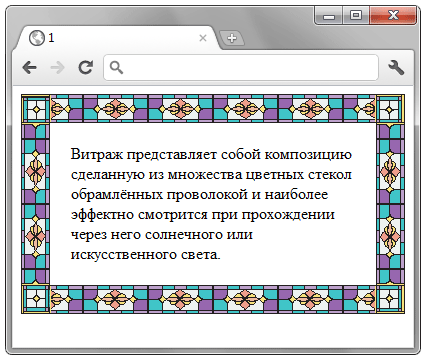 1
Витраж представляет собой композицию
сделанную из множества цветных стекол
обрамлённых проволокой и наиболее
эффектно смотрится при прохождении
через него солнечного или
искусственного света.